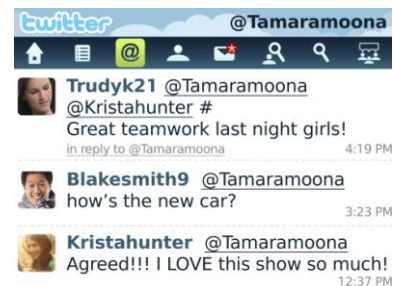 twitter @Tamaramoona
@
Trudyk21 @Tamaramoona
@Kristahunter #
Great teamwork last night girls!
in reply to @Tamaramoona 4:19 PM
Blakesmith9 @Tamaramoona
how's the new car?
3:23 PM
Kristahunter @Tamaramoona
Agreed!!! I LOVE this show so much!
12:37 PM